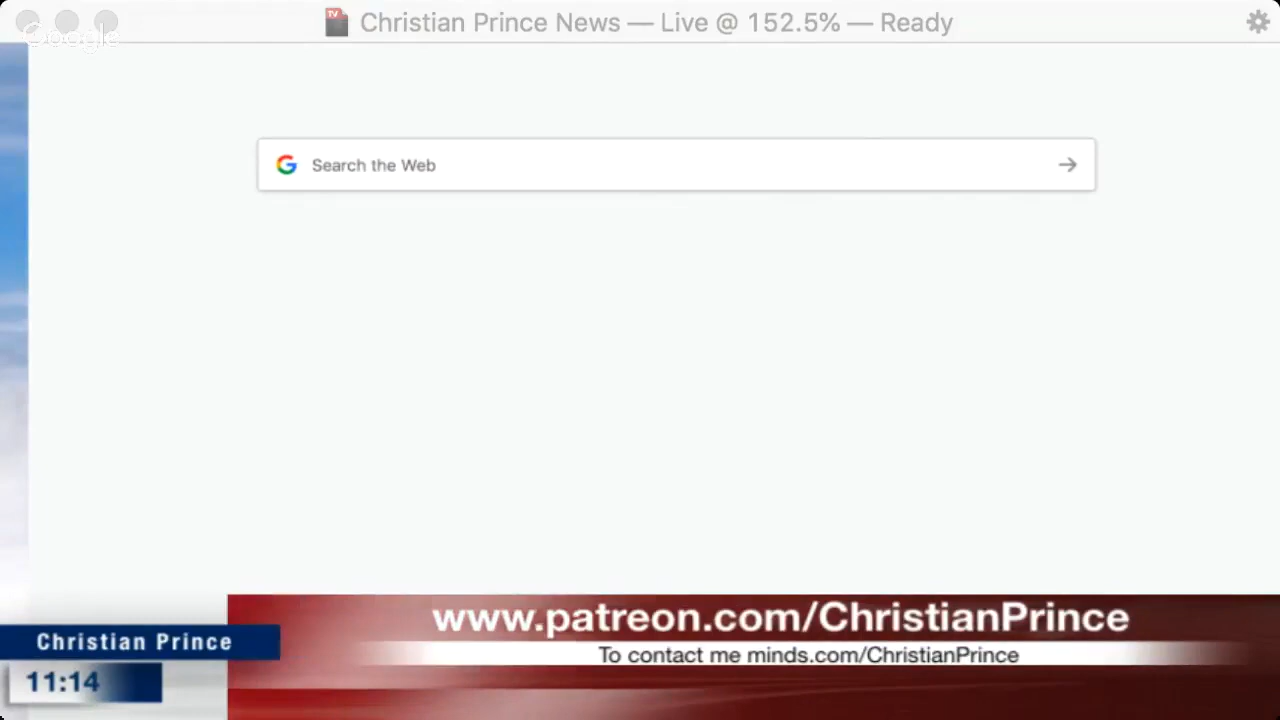 Christian Prince News — Live @ 152.5% — Ready
Google
Search the Web
www.patreon.com/ChristianPrince
To contact me minds.com/ChristianPrince
Christian Prince
11:14